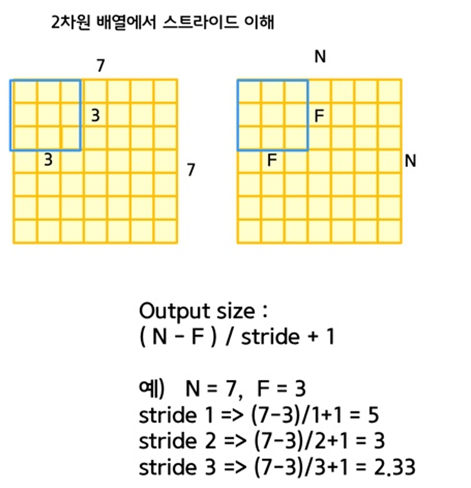 2차원 배열에서 스트라이드 이해
7
N
3
F
3
F
7
N
Output size :
( N - F ) / stride + 1
예) N = 7, F = 3
stride 1 => (7-3)/1+1 = 5
stride 2 => (7-3)/2+1 = 3
stride 3 => (7-3)/3+1 = 2.33